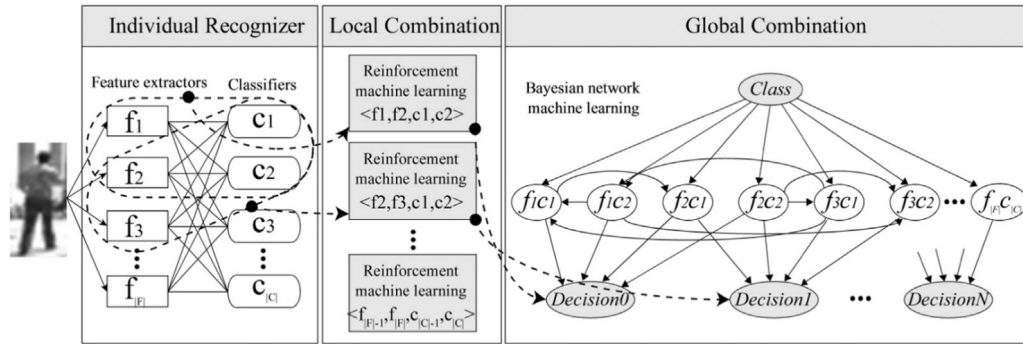 Individual Recognizer
Feature extractors
Classifiers
f1
f2
f3
f|F|
c1
c2
c3
c|C|
Local Combination
Reinforcement
machine learning
<f1,f2,c1,c2>
Reinforcement
machine learning
<f2,f3,c1,c2>
Reinforcement
machine learning
<f|F|-1,f|F|,c|C|-1,c|C|>
Global Combination
Bayesian network
machine learning
Class
f1c1
f1c2
f2c1
f2c2
f3c1
f3c2
f|F|c|C|
Decision0
Decision1
DecisionN